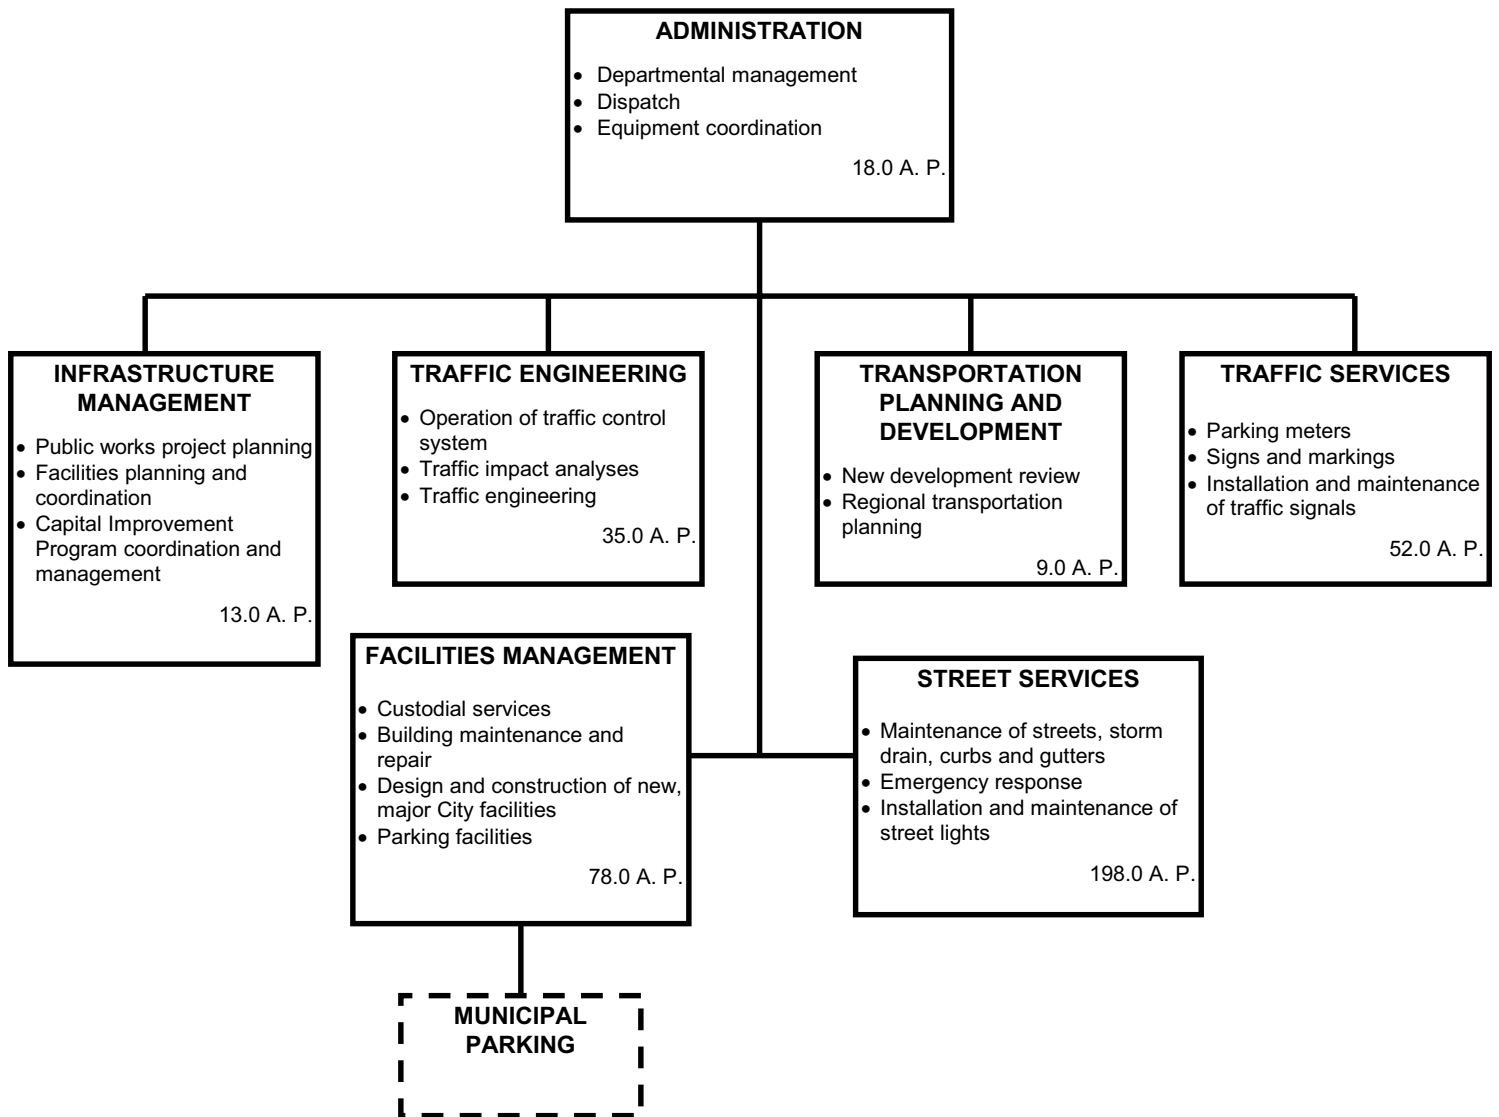 ADMINISTRATION
• Departmental management
• Dispatch
• Equipment coordination
18.0 A. P.
INFRASTRUCTURE
MANAGEMENT
• Public works project planning
• Facilities planning and
coordination
• Capital Improvement
Program coordination and
management
13.0 A. P.
TRAFFIC ENGINEERING
• Operation of traffic control
system
• Traffic impact analyses
• Traffic engineering
35.0 A. P.
TRANSPORTATION
PLANNING AND
DEVELOPMENT
• New development review
• Regional transportation
planning
9.0 A. P.
TRAFFIC SERVICES
• Parking meters
• Signs and markings
• Installation and maintenance
of traffic signals
52.0 A. P.
FACILITIES MANAGEMENT
• Custodial services
• Building maintenance and
repair
• Design and construction of new,
major City facilities
• Parking facilities
78.0 A. P.
STREET SERVICES
• Maintenance of streets, storm
drain, curbs and gutters
• Emergency response
• Installation and maintenance of
street lights
198.0 A. P.
MUNICIPAL
PARKING